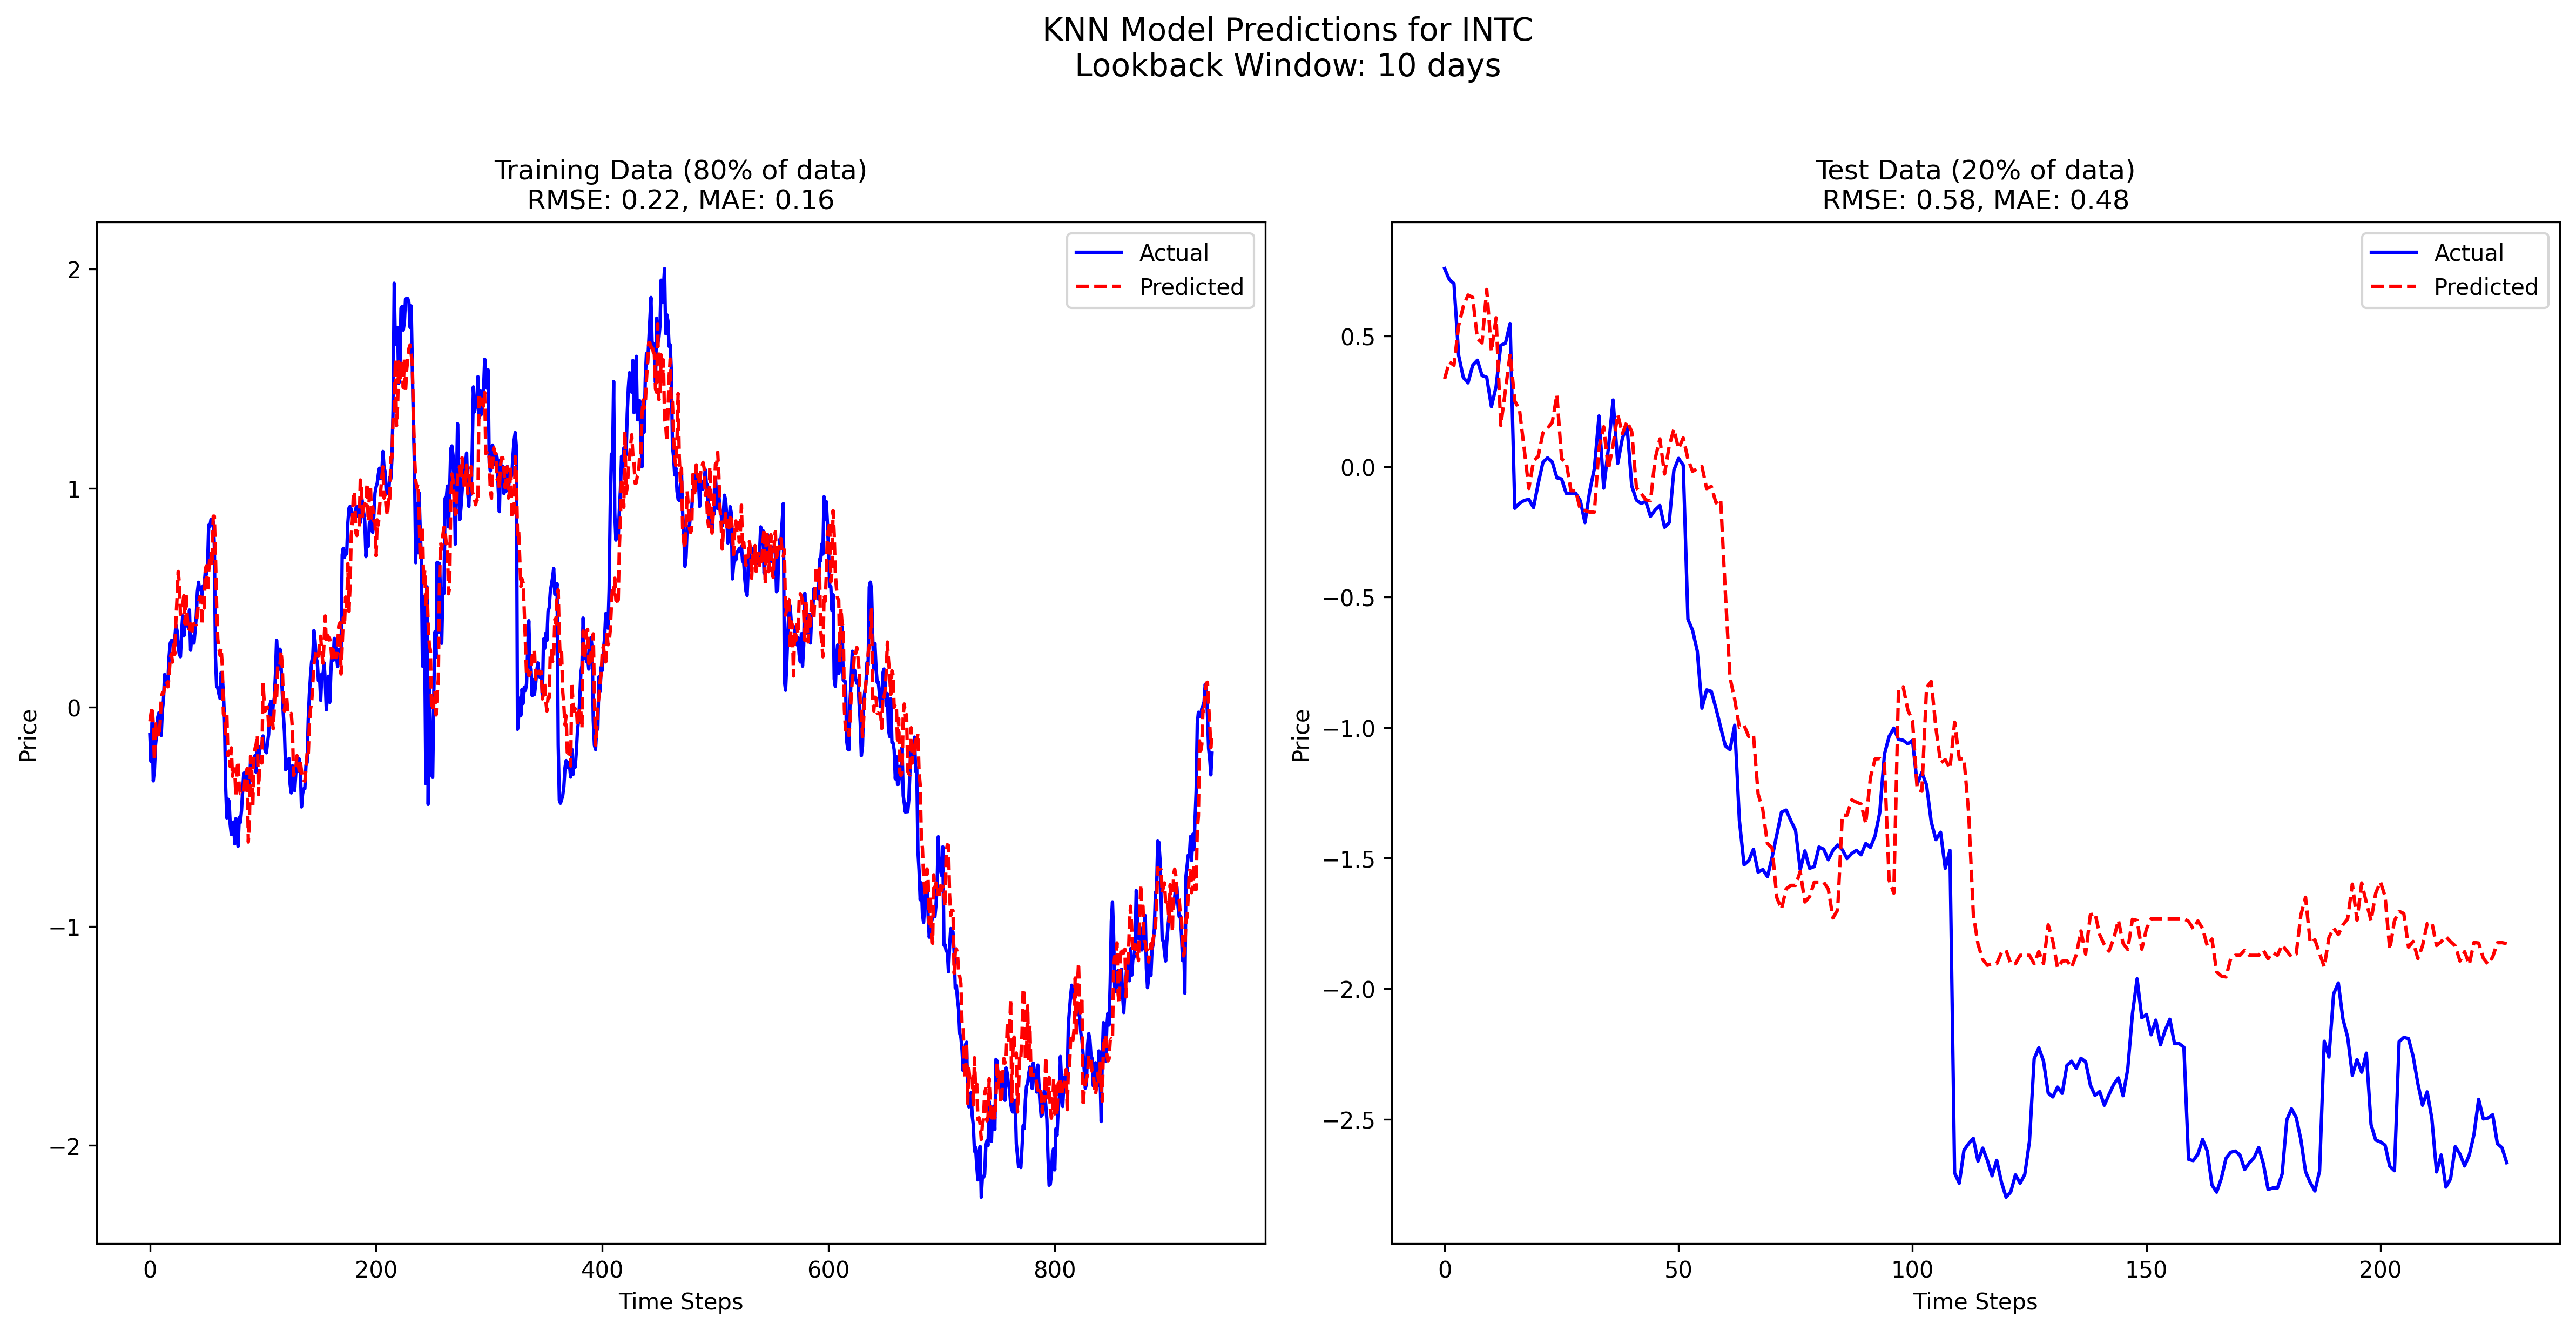 KNN Model Predictions for INTC
Lookback Window: 10 days
Training Data (80% of data)
RMSE: 0.22, MAE: 0.16
Actual
Predicted
2
1
0
−1
−2
Price
0
200
400
600
800
Time Steps
Test Data (20% of data)
RMSE: 0.58, MAE: 0.48
Actual
Predicted
0.5
0.0
−0.5
−1.0
−1.5
−2.0
−2.5
Price
0
50
100
150
200
Time Steps